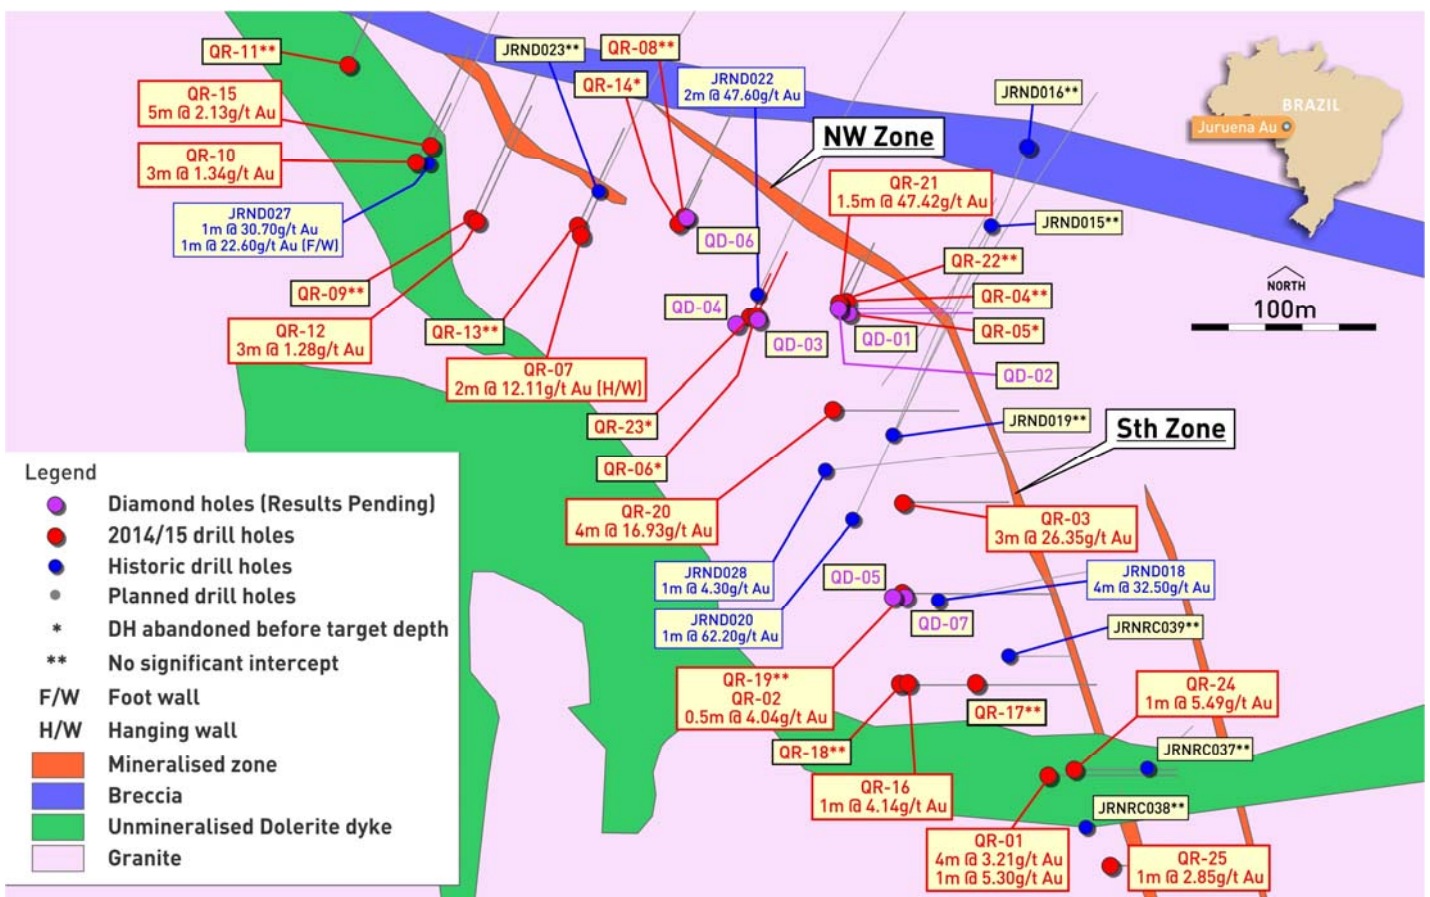 QR-11**
JRND023**
QR-08**
QR-14*
JRND022
2m @ 47.60g/t Au
JRND016**
BRAZIL
Juruena Au
QR-15
5m @ 2.13g/t Au
NW Zone
QR-10
3m @ 1.34g/t Au
QR-21
1.5m @ 47.42g/t Au
JRND027
1m @ 30.70g/t Au
1m @ 22.60g/t Au (F/W)
JRND015**
QD-06
QR-22**
QR-09**
QD-04
QR-04**
NORTH
100m
QR-12
3m @ 1.28g/t Au
QR-13**
QD-03
QD-01
QR-05*
QR-07
2m @ 12.11g/t Au (H/W)
QD-02
QR-23*
JRND019**
Sth Zone
QR-06*
QR-20
4m @ 16.93g/t Au
QR-03
3m @ 26.35g/t Au
JRND028
1m @ 4.30g/t Au
QD-05
JRND018
4m @ 32.50g/t Au
JRND020
1m @ 62.20g/t Au
QD-07
JRNRC039**
QR-19**
QR-02
0.5m @ 4.04g/t Au
QR-24
1m @ 5.49g/t Au
QR-17**
QR-18**
JRNRC037**
QR-16
1m @ 4.14g/t Au
JRNRC038**
QR-01
4m @ 3.21g/t Au
1m @ 5.30g/t Au
QR-25
1m @ 2.85g/t Au
Legend
Diamond holes (Results Pending)
2014/15 drill holes
Historic drill holes
Planned drill holes
* DH abandoned before target depth
** No significant intercept
F/W Foot wall
H/W Hanging wall
Mineralised zone
Breccia
Unmineralised Dolerite dyke
Granite